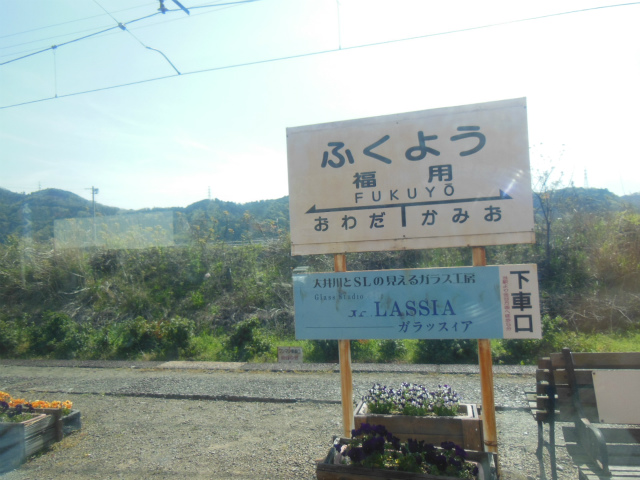 ふくよう
福用
FUKUYŌ
おわだ かみお
大井川とSLの見えるガラス工房
Glass Studio
LASSIA
ガラッスィア
下車口